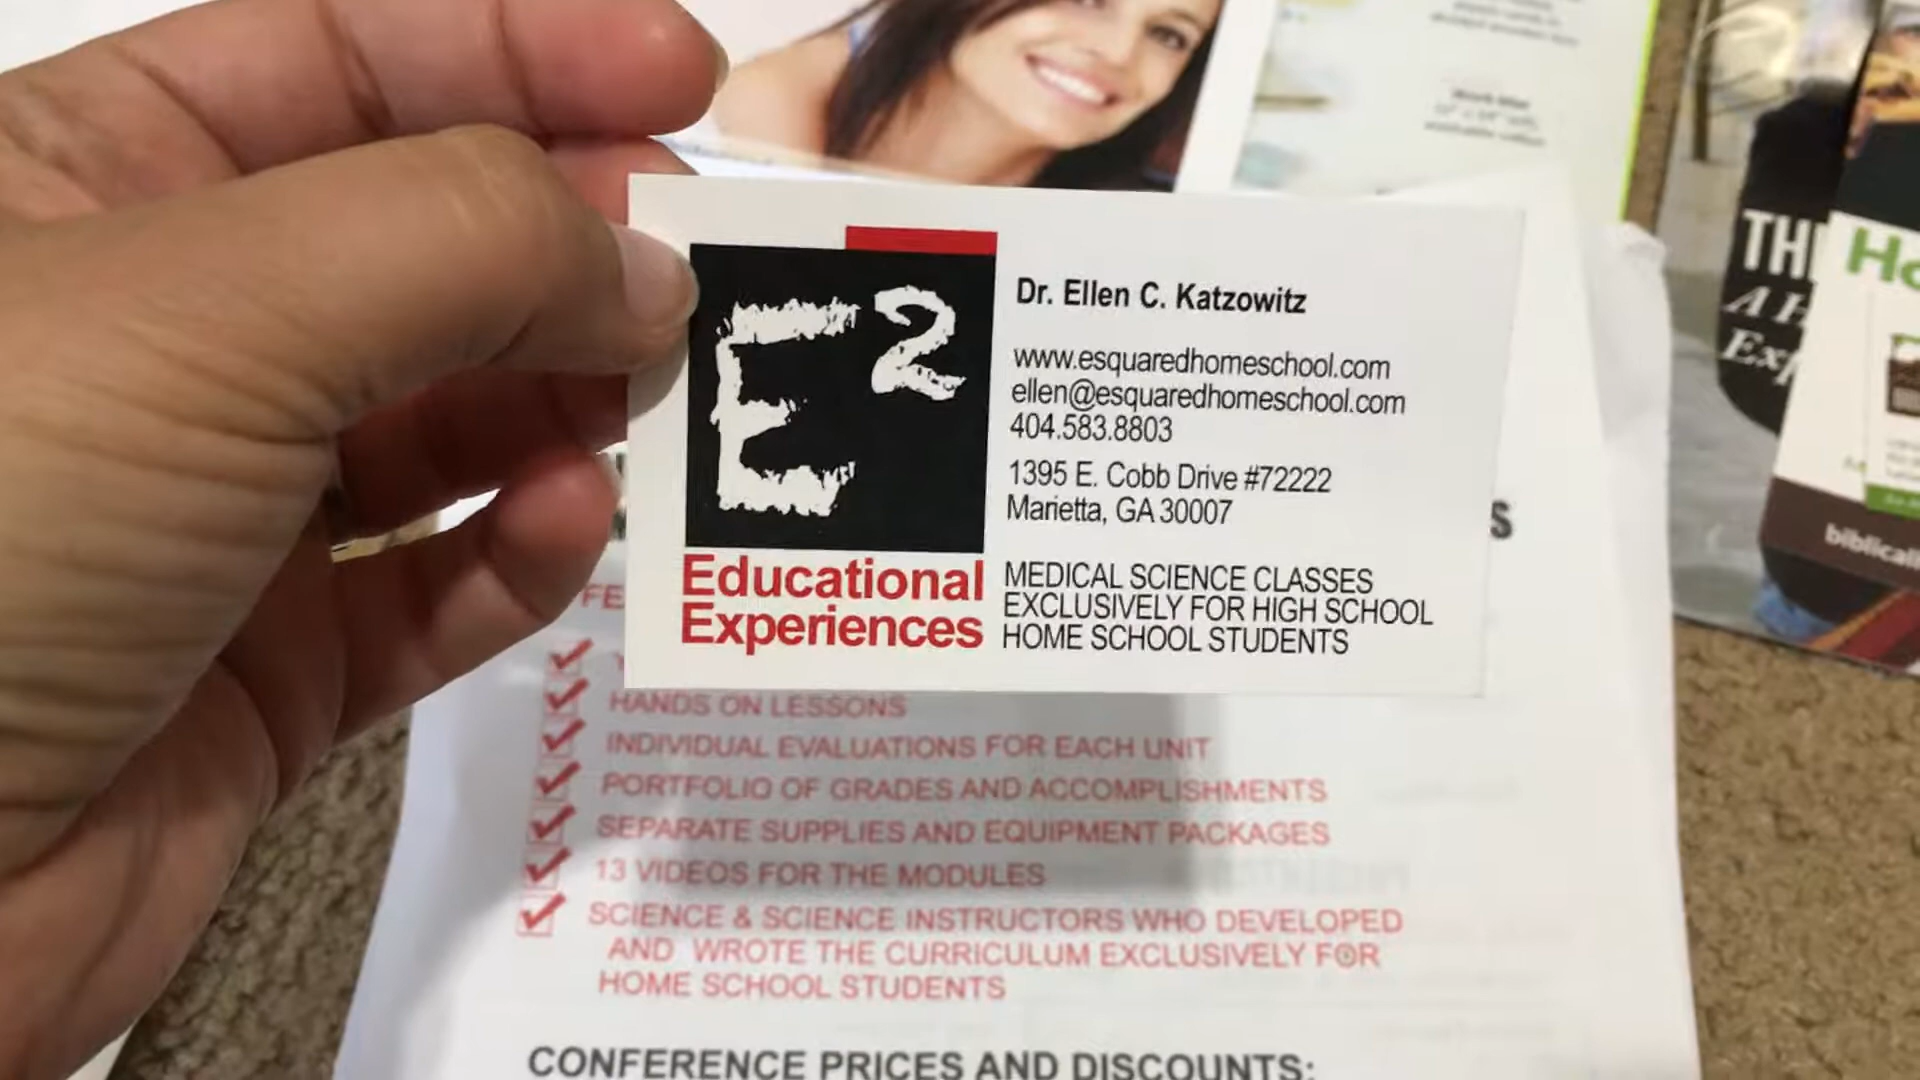 E2
Educational
Experiences
Dr. Ellen C. Katzowitz
www.esquaredhomeschool.com
ellen@esquaredhomeschool.com
404.583.8803
1395 E. Cobb Drive #72222
Marietta, GA 30007
MEDICAL SCIENCE CLASSES
EXCLUSIVELY FOR HIGH SCHOOL
HOME SCHOOL STUDENTS
HANDS ON LESSONS
INDIVIDUAL EVALUATIONS FOR EACH UNIT
PORTFOLIO OF GRADES AND ACCOMPLISHMENTS
SEPARATE SUPPLIES AND EQUIPMENT PACKAGES
13 VIDEOS FOR THE MODULES
SCIENCE & SCIENCE INSTRUCTORS WHO DEVELOPED
AND WROTE THE CURRICULUM EXCLUSIVELY FOR
HOME SCHOOL STUDENTS
CONFERENCE PRICES AND DISCOUNTS: